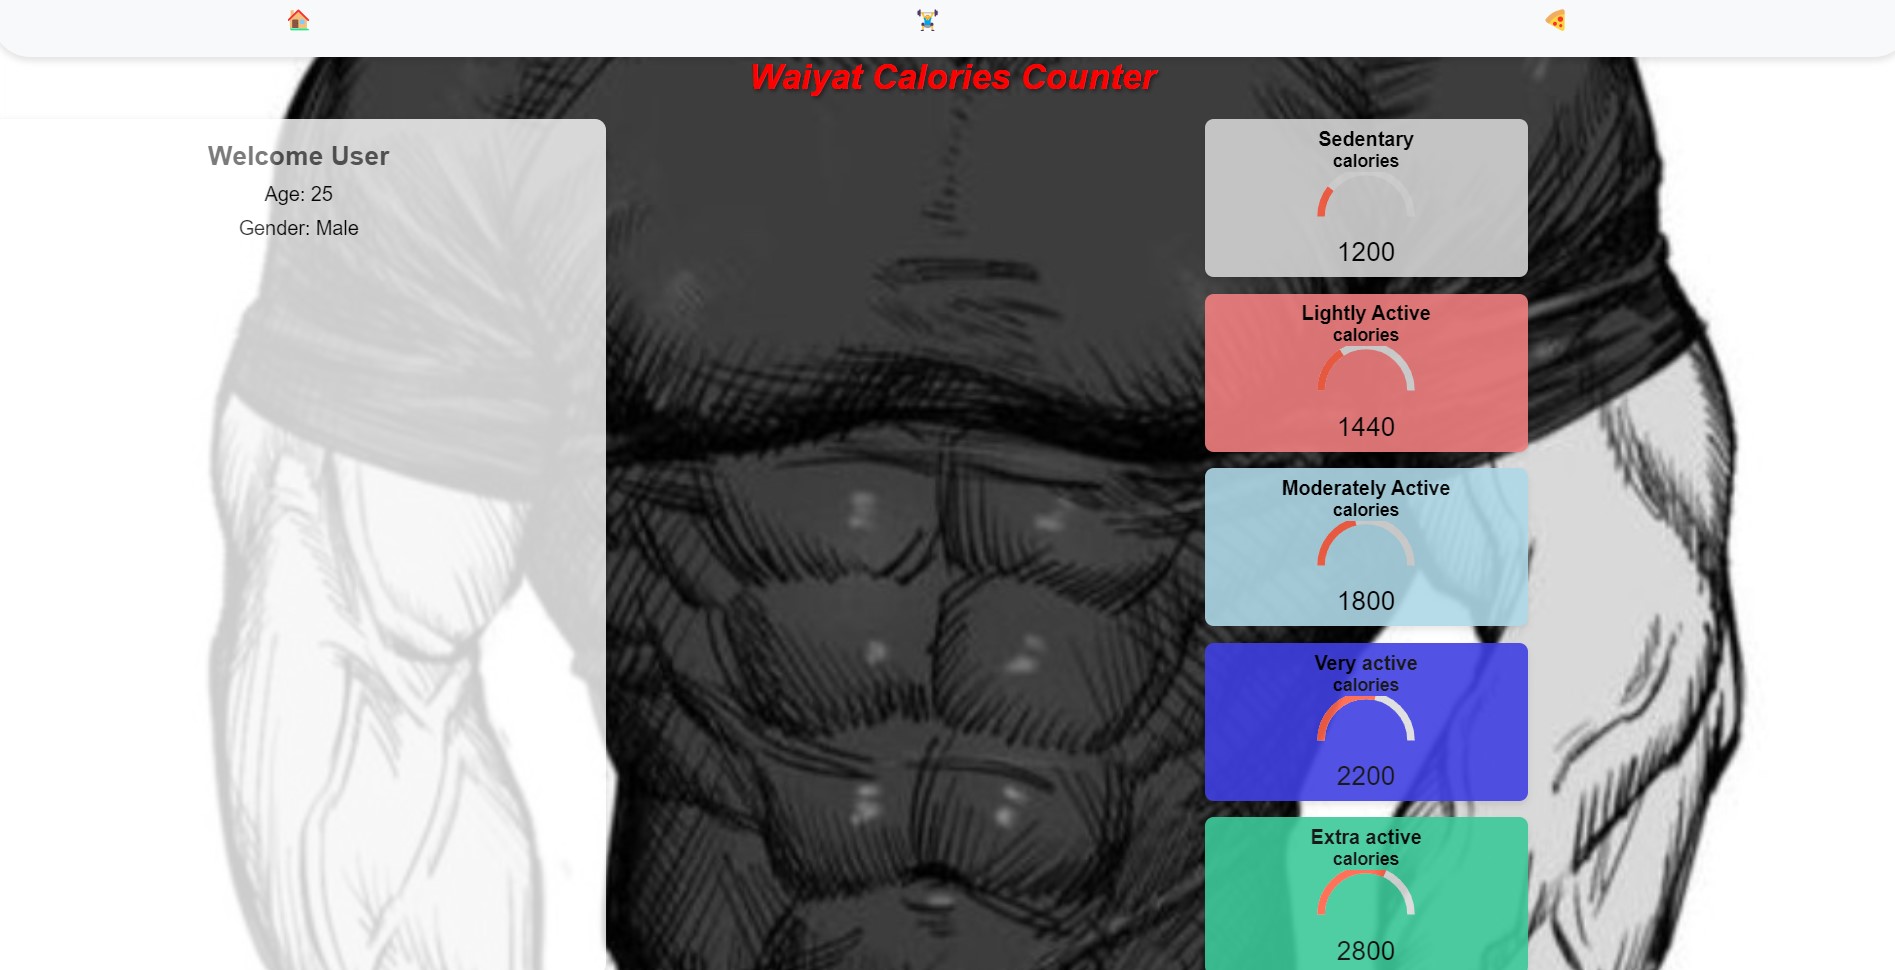 Waiyat Calories Counter
Welcome User
Age: 25
Gender: Male
Sedentary
calories
1200
Lightly Active
calories
1440
Moderately Active
calories
1800
Very active
calories
2200
Extra active
calories
2800